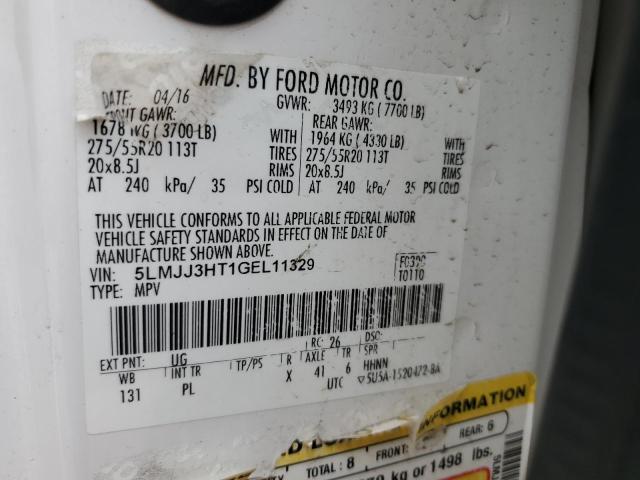 MFD. BY FORD MOTOR CO.
DATE: 04/16 GVWR: 3493 KG (7700 LB)
FRONT GAWR: REAR GAWR:
1678 KG (3700 LB) WITH 1964 KG (4330 LB) WITH
275/55R20 113T TIRES 275/55R20 113T TIRES
20x8.5J RIMS 20x8.5J RIMS
AT 240 kPa/ 35 PSI COLD AT 240 kPa/ 35 PSI COLD
THIS VEHICLE CONFORMS TO ALL APPLICABLE FEDERAL MOTOR
VEHICLE SAFETY STANDARDS IN EFFECT ON THE DATE OF
MANUFACTURE SHOWN ABOVE.
VIN: 5LMJJ3HT1GEL11329
TYPE: MPV T0110
EXT PNT: UG RC: 26 DSO:
WB INT TR TP/PS R AXLE TR SPR
131 PL X 41 6 HHNN
UTC
INFORMATION
TOTAL: 8 FRONT: REAR: 6
kg or 1498 lbs.